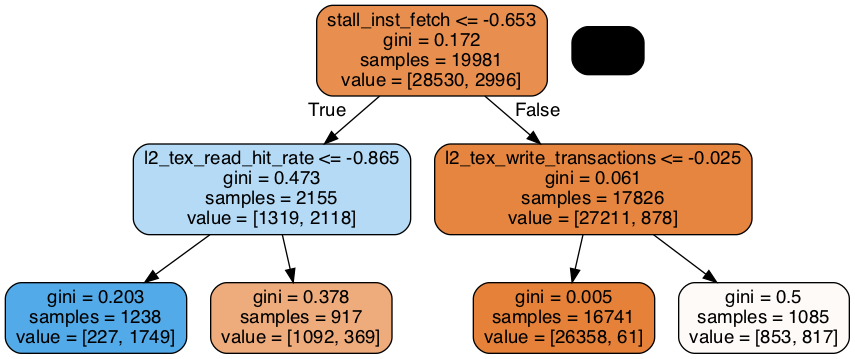 stall_inst_fetch <= -0.653
gini = 0.172
samples = 19981
value = [28530, 2996]
True
False
l2_tex_read_hit_rate <= -0.865
gini = 0.473
samples = 2155
value = [1319, 2118]
l2_tex_write_transactions <= -0.025
gini = 0.061
samples = 17826
value = [27211, 878]
gini = 0.203
samples = 1238
value = [227, 1749]
gini = 0.378
samples = 917
value = [1092, 369]
gini = 0.005
samples = 16741
value = [26358, 61]
gini = 0.5
samples = 1085
value = [853, 817]